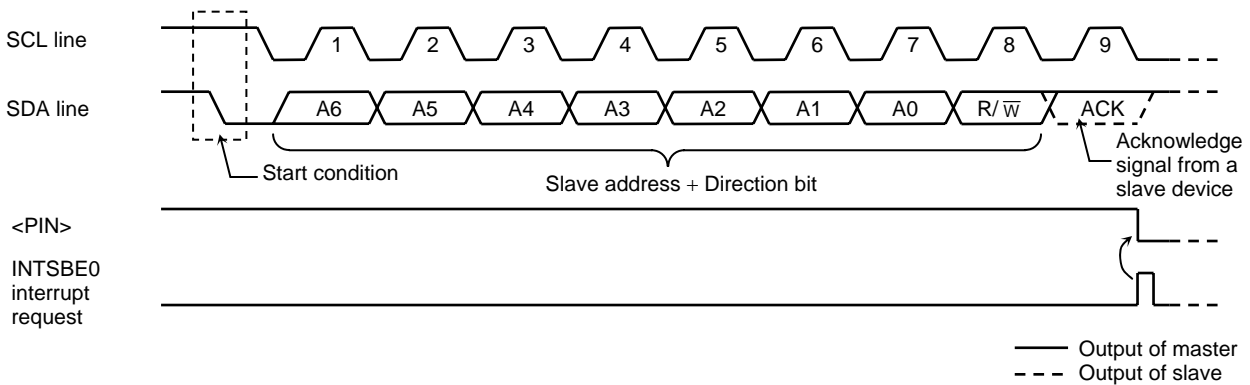 SCL line
1 2 3 4 5 6 7 8 9
SDA line
A6 A5 A4 A3 A2 A1 A0 R/W̅ ACK
Start condition
Slave address + Direction bit
Acknowledge
signal from a
slave device
<PIN>
INTSBE0
interrupt
request
Output of master
Output of slave